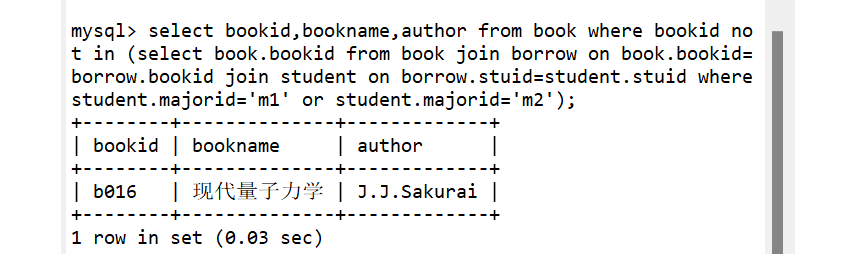 mysql> select bookid,bookname,author from book where bookid no
t in (select book.bookid from book join borrow on book.bookid=
borrow.bookid join student on borrow.stuid=student.stuid where
student.majorid='m1' or student.majorid='m2');
+--------+--------------+-------------+
| bookid | bookname     | author      |
+--------+--------------+-------------+
| b016   | 现代量子力学 | J.J.Sakurai |
+--------+--------------+-------------+
1 row in set (0.03 sec)